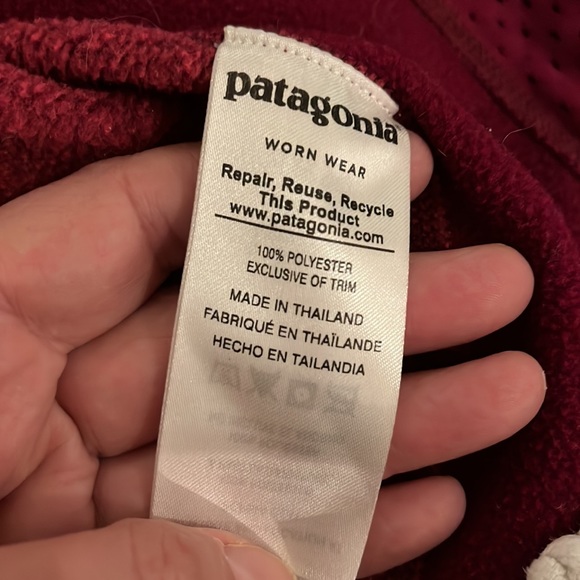 patagonia
WORN WEAR
Repair, Reuse, Recycle
This Product
www.patagonia.com
100% POLYESTER
EXCLUSIVE OF TRIM
MADE IN THAILAND
FABRIQUÉ EN THAÏLANDE
HECHO EN TAILANDIA